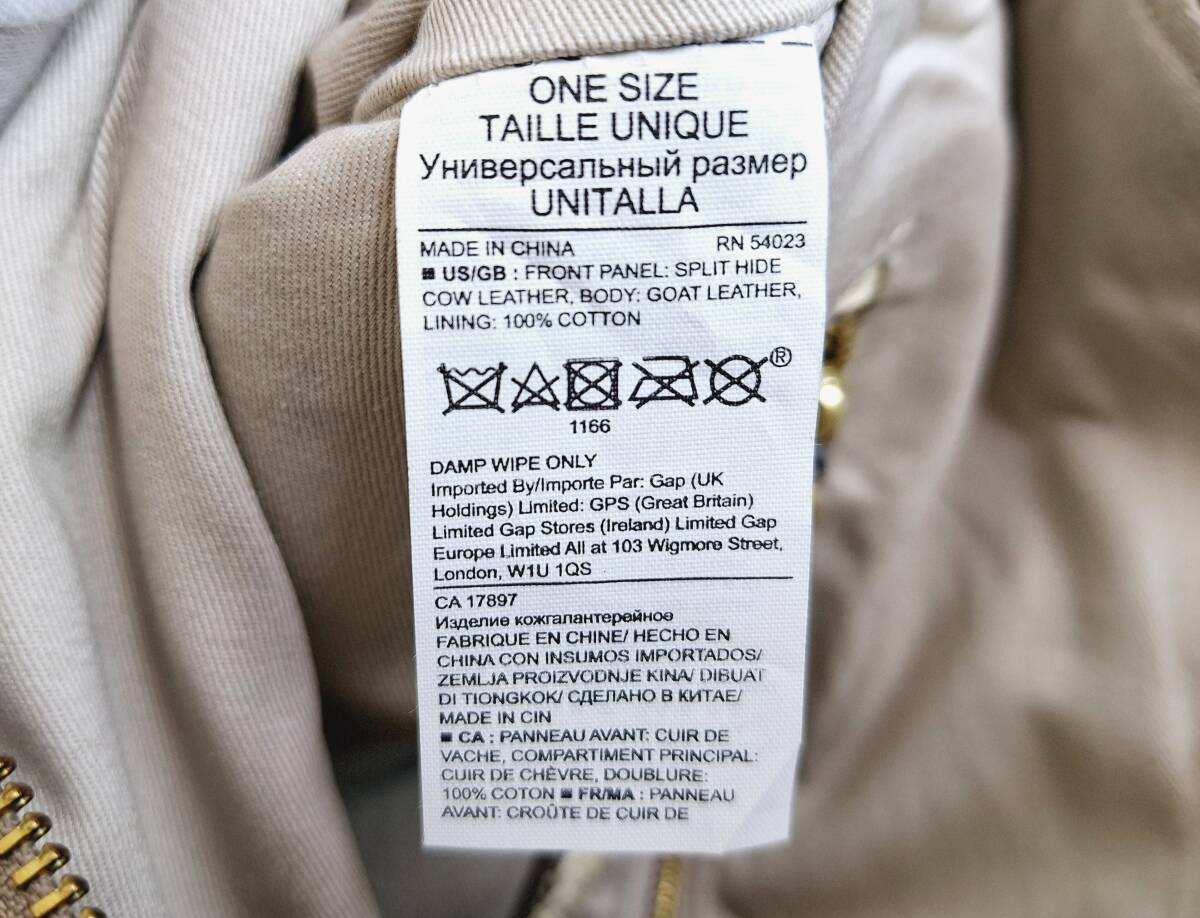 ONE SIZE
TAILLE UNIQUE
Универсальный размер
UNITALLA
MADE IN CHINA RN 54023
■ US/GB : FRONT PANEL: SPLIT HIDE
COW LEATHER, BODY: GOAT LEATHER,
LINING: 100% COTTON
®
1166
DAMP WIPE ONLY
Imported By/Importe Par: Gap (UK
Holdings) Limited: GPS (Great Britain)
Limited Gap Stores (Ireland) Limited Gap
Europe Limited All at 103 Wigmore Street,
London, W1U 1QS
CA 17897
Изделие кожгалантерейное
FABRIQUE EN CHINE/ HECHO EN
CHINA CON INSUMOS IMPORTADOS/
ZEMLJA PROIZVODNJE KINA/ DIBUAT
DI TIONGKOK/ СДЕЛАНО В КИТАЕ/
MADE IN CIN
■ CA : PANNEAU AVANT: CUIR DE
VACHE, COMPARTIMENT PRINCIPAL:
CUIR DE CHÈVRE, DOUBLURE:
100% COTON ■ FR/MA : PANNEAU
AVANT: CROÛTE DE CUIR DE